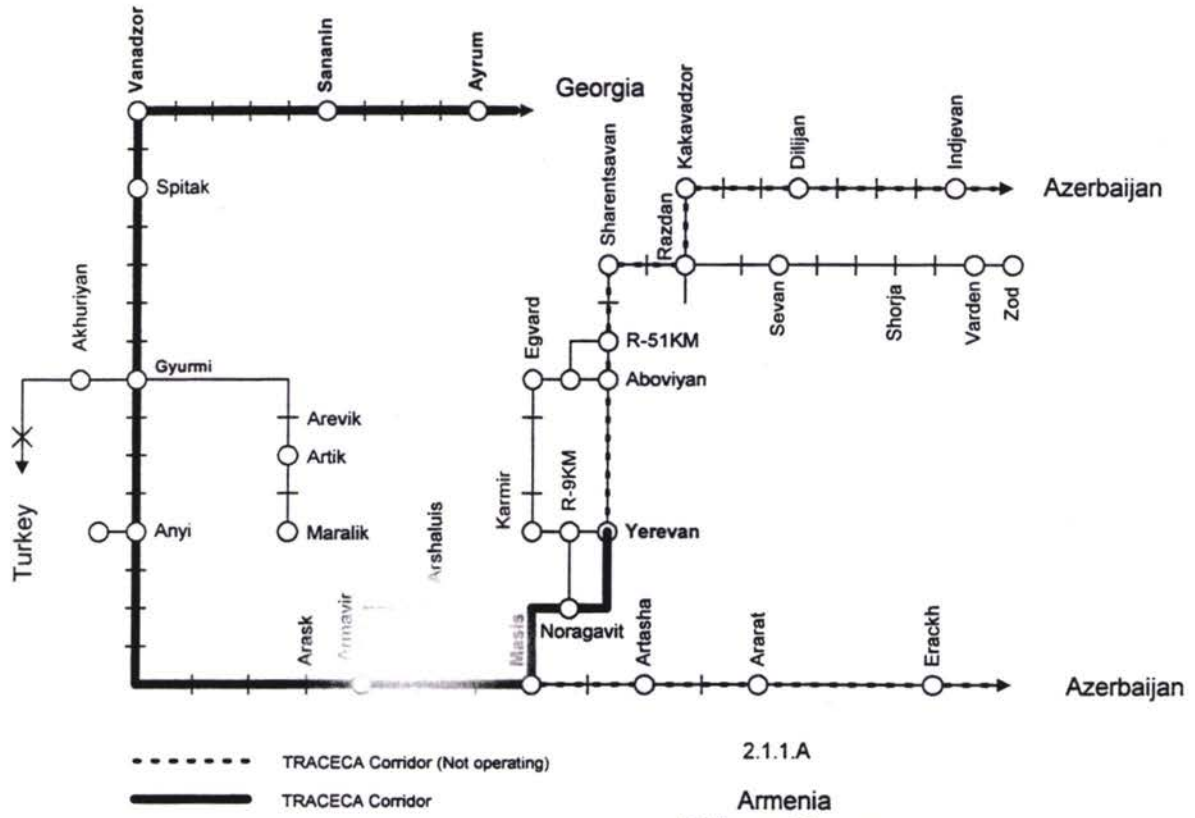 Vanadzor
Sananin
Ayrum
Georgia
Sharentsavan
Kakavadzor
Dilijan
Indjevan
Azerbaijan
Spitak
Razdan
Akhuriyan
Sevan
Shorja
Varden
Zod
Egvard
R-51KM
Gyurmi
Aboviyan
Arevik
Artik
Turkey
Karmir
R-9KM
Anyi
Maralik
Arshaluis
Yerevan
Arask
Armavir
Masis
Noragavit
Artasha
Ararat
Erackh
Azerbaijan
TRACECA Corridor (Not operating)
2.1.1.A
TRACECA Corridor
Armenia